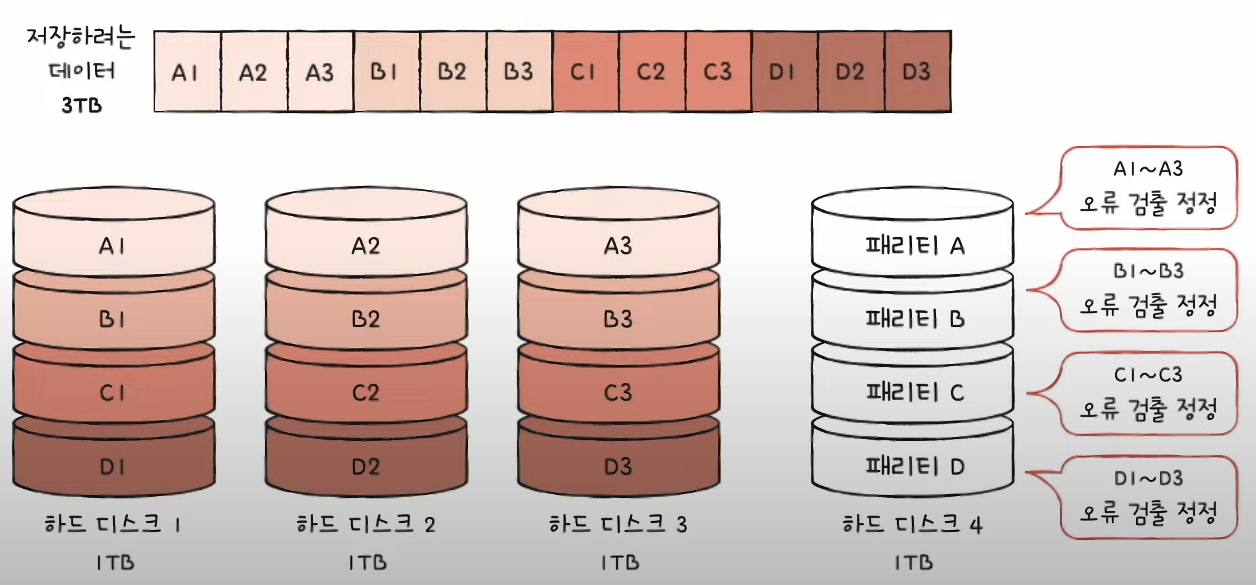 저장하려는
데이터
3TB
A1 A2 A3 B1 B2 B3 C1 C2 C3 D1 D2 D3
A1
B1
C1
D1
하드 디스크 1
1TB
A2
B2
C2
D2
하드 디스크 2
1TB
A3
B3
C3
D3
하드 디스크 3
1TB
패리티 A
패리티 B
패리티 C
패리티 D
하드 디스크 4
1TB
A1~A3
오류 검출 정정
B1~B3
오류 검출 정정
C1~C3
오류 검출 정정
D1~D3
오류 검출 정정